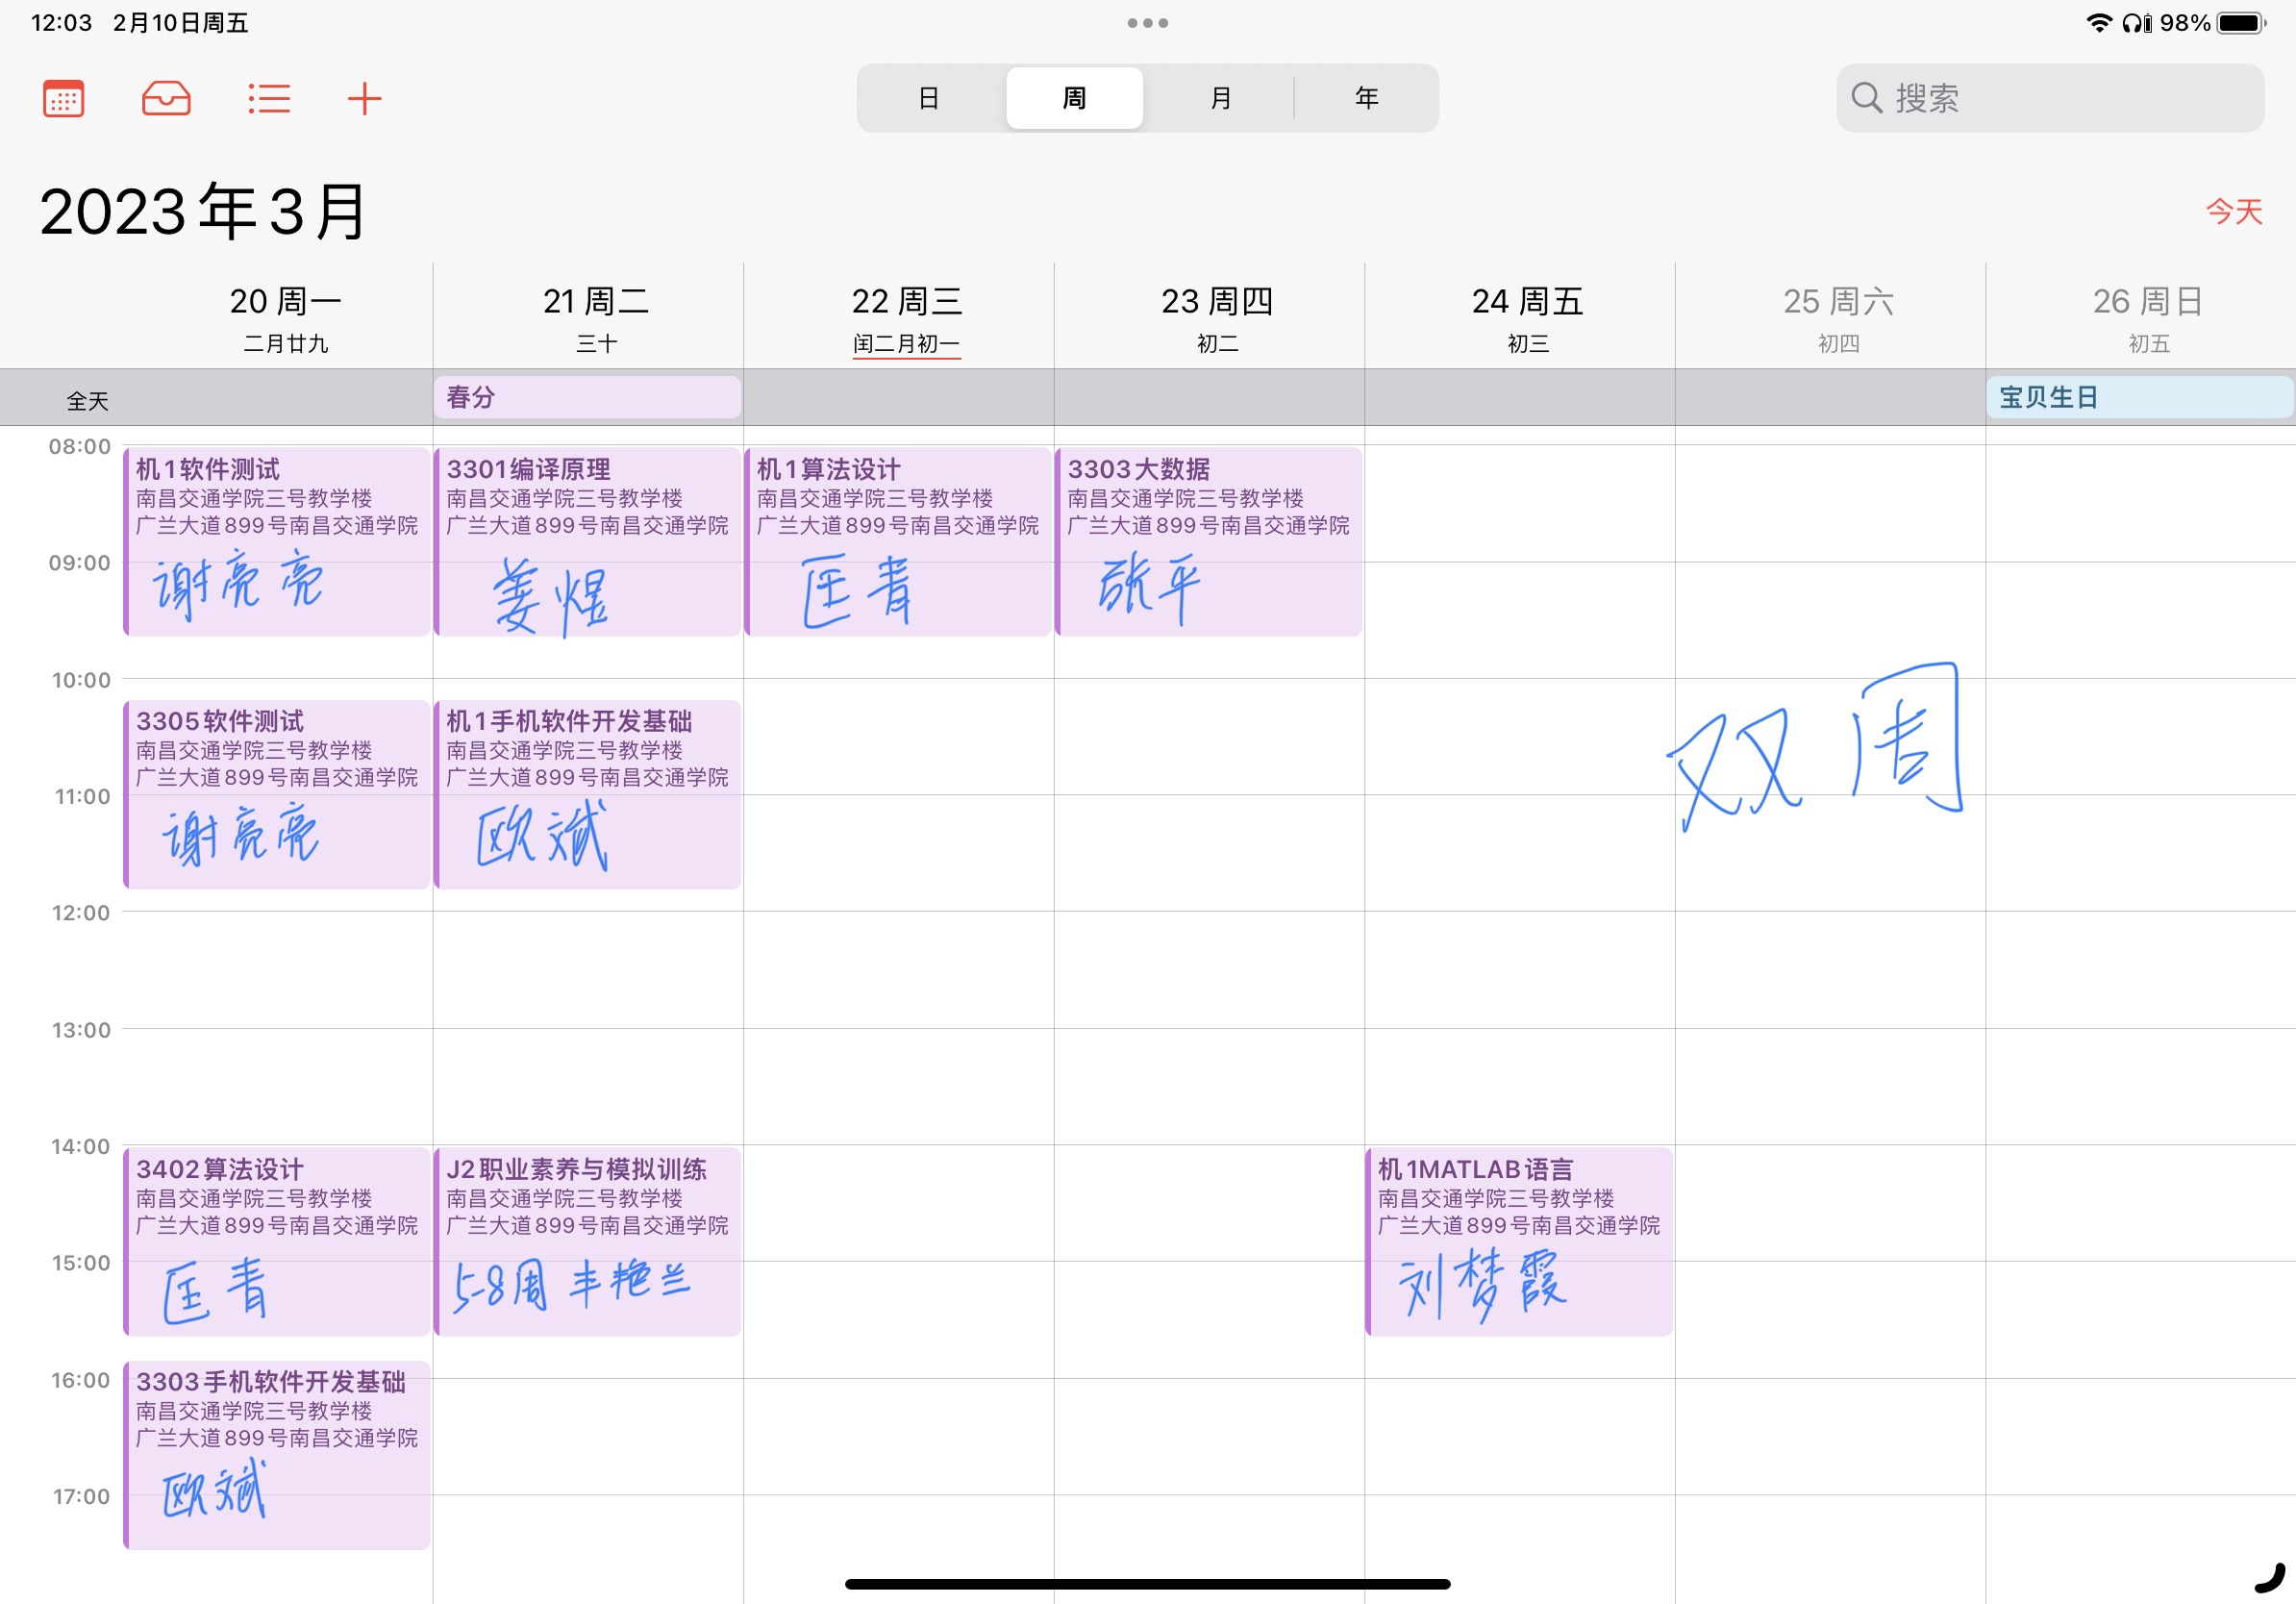 12:03 2月10日周五
98%
日 周 月 年
搜索
2023年3月
今天
20 周一 21 周二 22 周三 23 周四 24 周五 25 周六 26 周日
二月廿九 三十 闰二月初一 初二 初三 初四 初五
全天 春分 宝贝生日
08:00
机1软件测试
南昌交通学院三号教学楼
广兰大道899号南昌交通学院
谢亮亮
3301编译原理
南昌交通学院三号教学楼
广兰大道899号南昌交通学院
姜煜
机1算法设计
南昌交通学院三号教学楼
广兰大道899号南昌交通学院
匡青
3303大数据
南昌交通学院三号教学楼
广兰大道899号南昌交通学院
张平
09:00
10:00
3305软件测试
南昌交通学院三号教学楼
广兰大道899号南昌交通学院
谢亮亮
机1手机软件开发基础
南昌交通学院三号教学楼
广兰大道899号南昌交通学院
欧斌
双周
11:00
12:00
13:00
14:00
3402算法设计
南昌交通学院三号教学楼
广兰大道899号南昌交通学院
匡青
J2职业素养与模拟训练
南昌交通学院三号教学楼
广兰大道899号南昌交通学院
5-8周 丰艳兰
机1MATLAB语言
南昌交通学院三号教学楼
广兰大道899号南昌交通学院
刘梦霞
15:00
16:00
3303手机软件开发基础
南昌交通学院三号教学楼
广兰大道899号南昌交通学院
欧斌
17:00